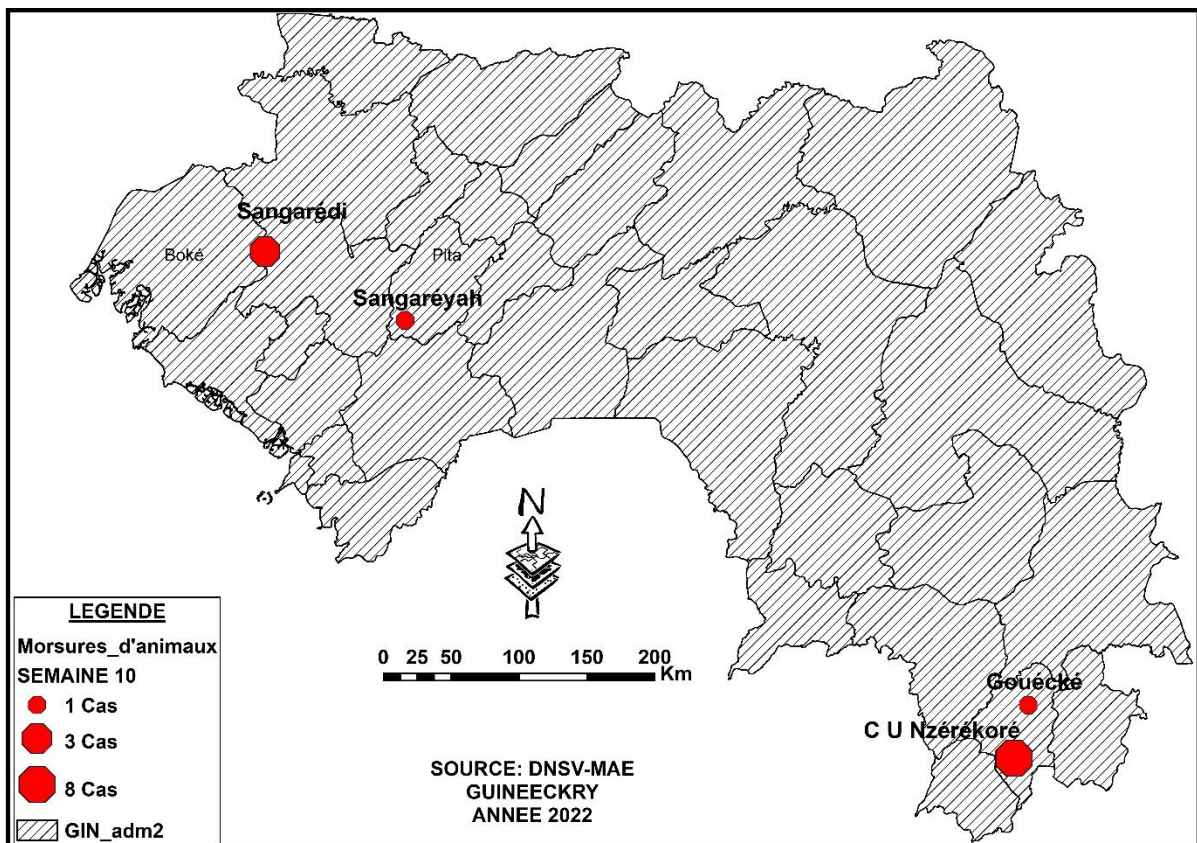 Sangarédi
Boké
Pita
Sangaréyah
N
0 25 50 100 150 200
Km
Gouécké
C U Nzérékoré
LEGENDE
Morsures_d'animaux
SEMAINE 10
1 Cas
3 Cas
8 Cas
GIN_adm2
SOURCE: DNSV-MAE
GUINEECKRY
ANNEE 2022